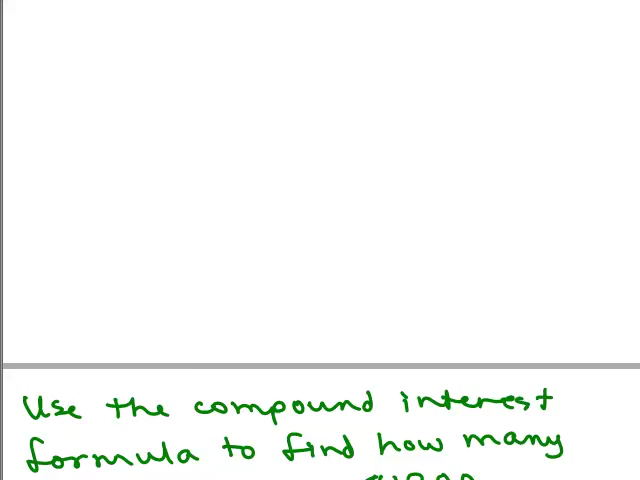 Use the compound interest
formula to find how many